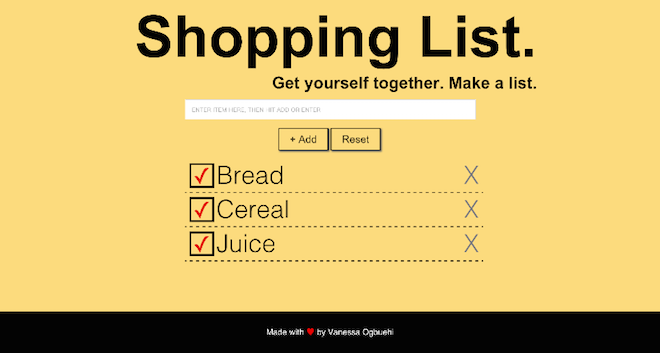 Shopping List.
Get yourself together. Make a list.
ENTER ITEM HERE, THEN HIT ADD OR ENTER
+ Add Reset
Bread X
Cereal X
Juice X
Made with ♥ by Vanessa Ogbuehi